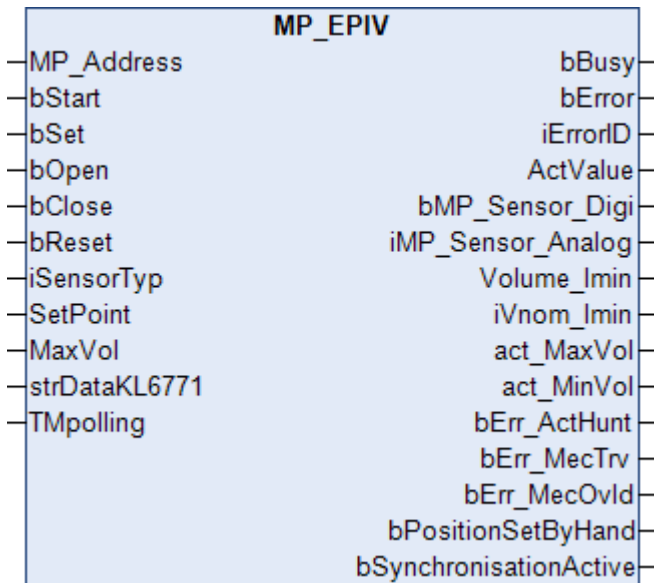 MP_EPIV
MP_Address bBusy
bStart bError
bSet iErrorID
bOpen ActValue
bClose bMP_Sensor_Digi
bReset iMP_Sensor_Analog
iSensorTyp Volume_lmin
SetPoint iVnom_lmin
MaxVol act_MaxVol
strDataKL6771 act_MinVol
TMpolling bErr_ActHunt
bErr_MecTrv
bErr_MecOvld
bPositionSetByHand
bSynchronisationActive